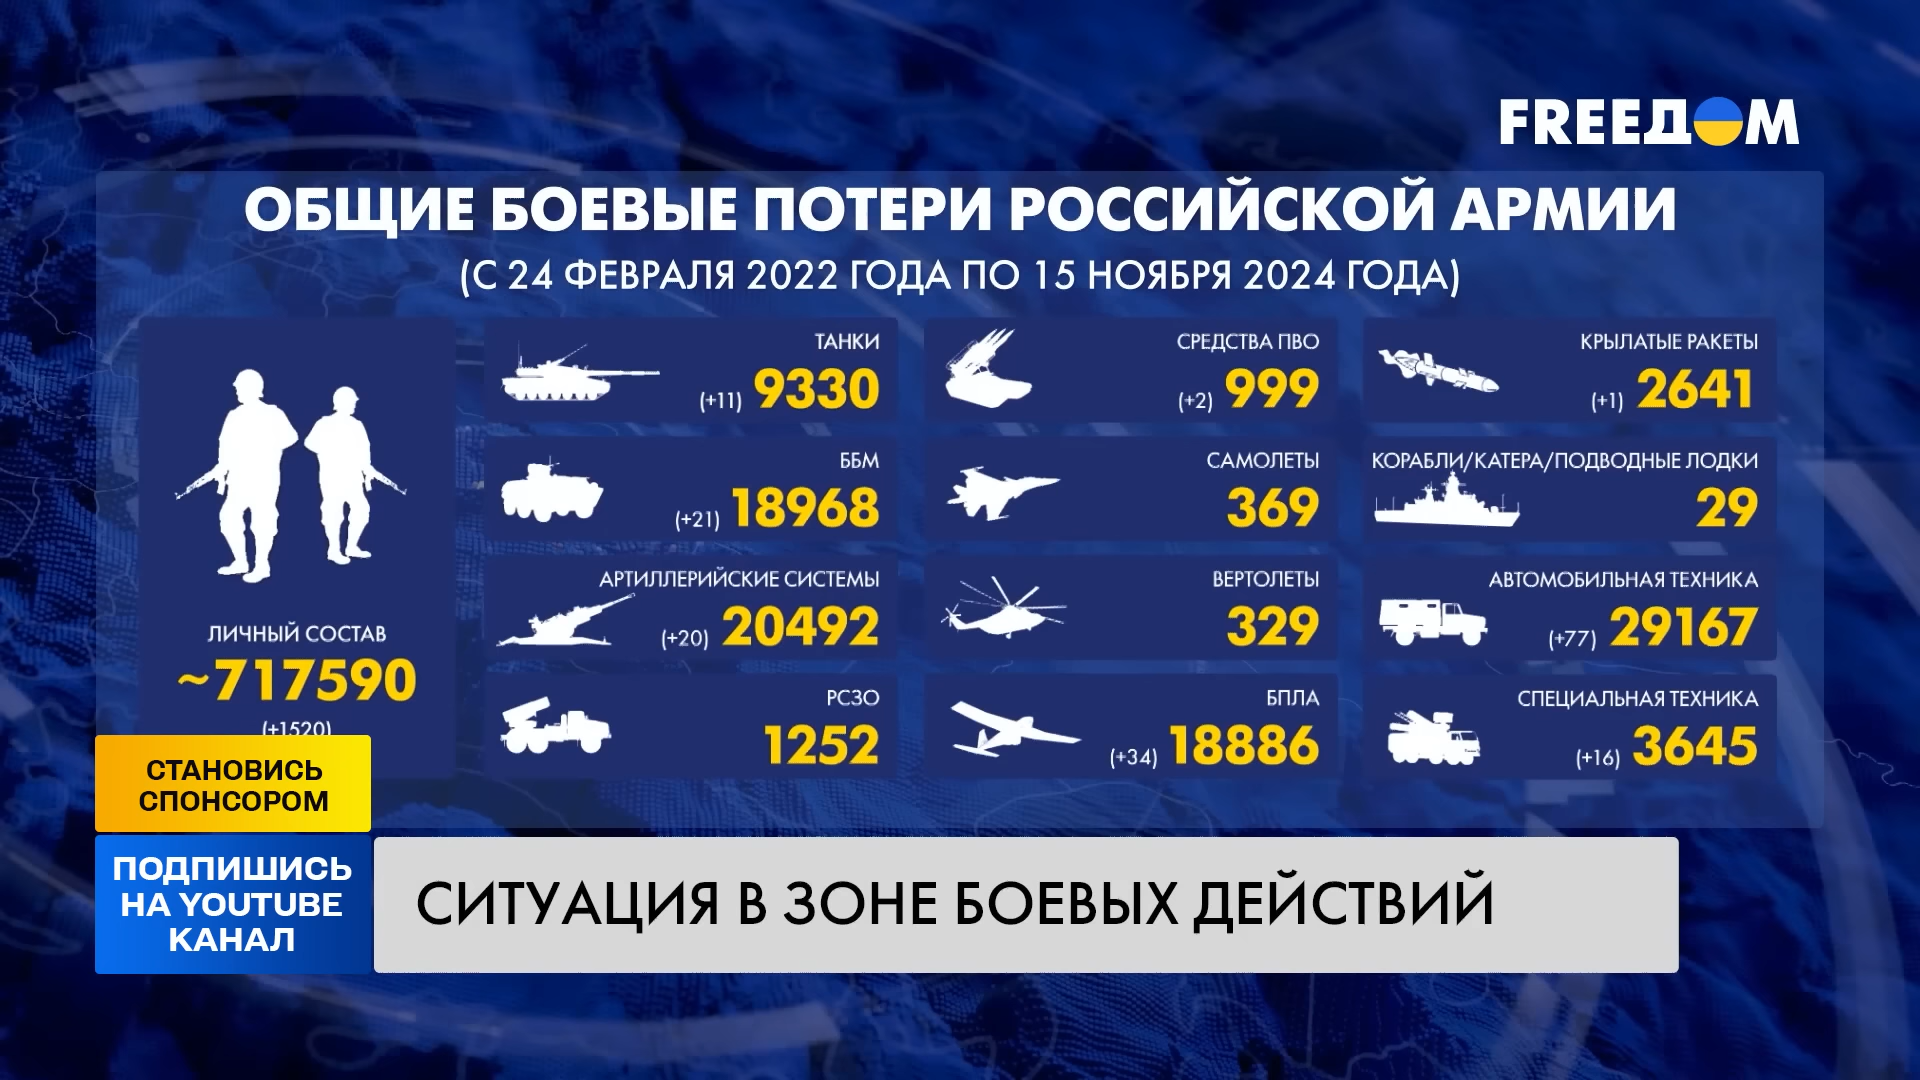 FREEДOM
ОБЩИЕ БОЕВЫЕ ПОТЕРИ РОССИЙСКОЙ АРМИИ
(С 24 ФЕВРАЛЯ 2022 ГОДА ПО 15 НОЯБРЯ 2024 ГОДА)
ЛИЧНЫЙ СОСТАВ
~717590
(+1520)
ТАНКИ
(+11) 9330
ББМ
(+21) 18968
АРТИЛЛЕРИЙСКИЕ СИСТЕМЫ
(+20) 20492
РСЗО
1252
СРЕДСТВА ПВО
(+2) 999
САМОЛЕТЫ
369
ВЕРТОЛЕТЫ
329
БПЛА
(+34) 18886
КРЫЛАТЫЕ РАКЕТЫ
(+1) 2641
КОРАБЛИ/КАТЕРА/ПОДВОДНЫЕ ЛОДКИ
29
АВТОМОБИЛЬНАЯ ТЕХНИКА
(+77) 29167
СПЕЦИАЛЬНАЯ ТЕХНИКА
(+16) 3645
СТАНОВИСЬ
СПОНСОРОМ
ПОДПИШИСЬ
НА YOUTUBE
КАНАЛ
СИТУАЦИЯ В ЗОНЕ БОЕВЫХ ДЕЙСТВИЙ